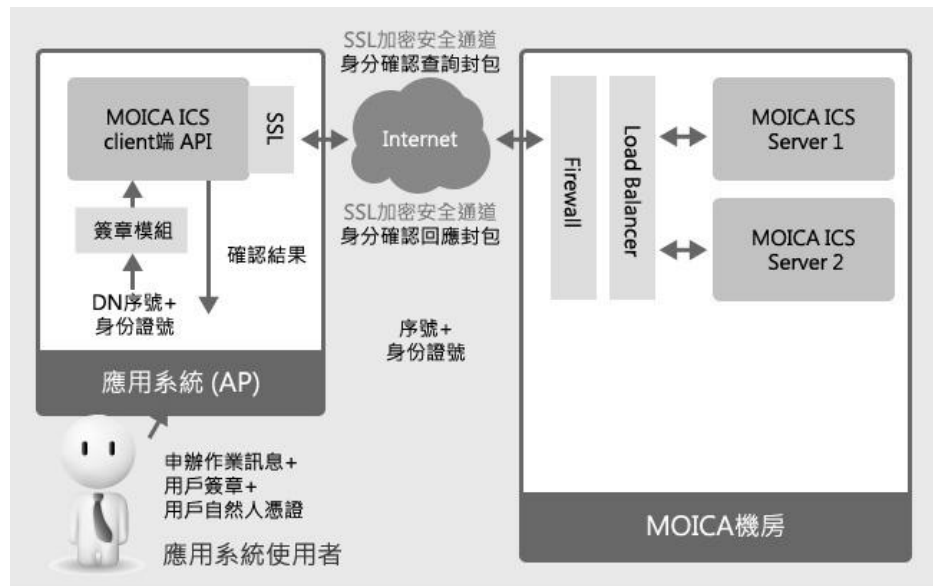 SSL加密安全通道
身分確認查詢封包
MOICA ICS
client端 API
SSL
Internet
Firewall
Load Balancer
MOICA ICS
Server 1
SSL加密安全通道
身分確認回應封包
簽章模組
確認結果
MOICA ICS
Server 2
DN序號+
身份證號
序號+
身份證號
應用系統 (AP)
申辦作業訊息+
用戶簽章+
用戶自然人憑證
應用系統使用者
MOICA機房